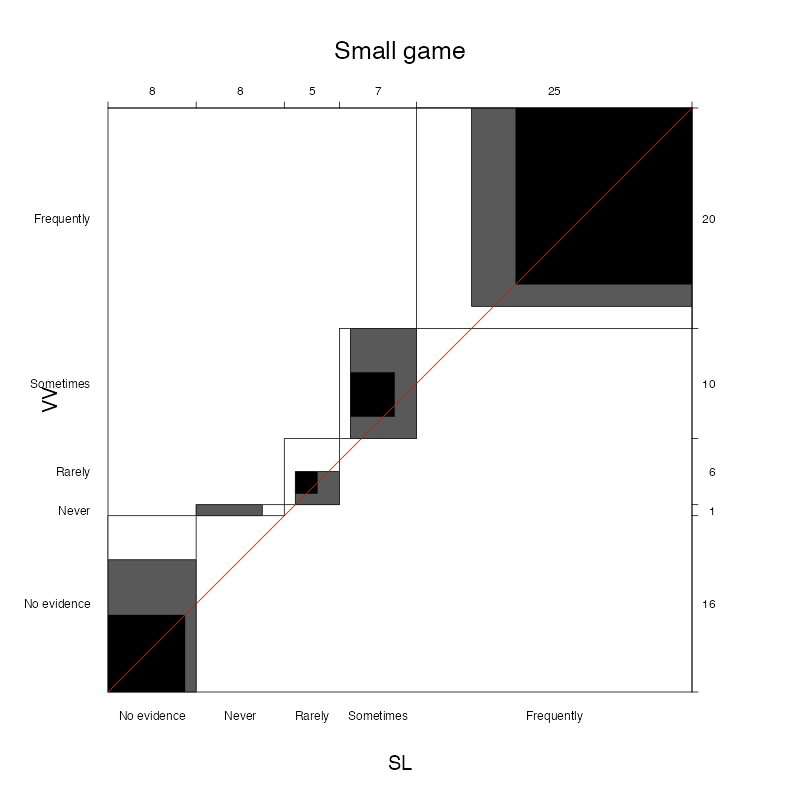 Small game
8 8 5 7 25
Frequently 20
Sometimes 10
VV
Rarely 6
Never 1
No evidence 16
No evidence Never Rarely Sometimes Frequently
SL